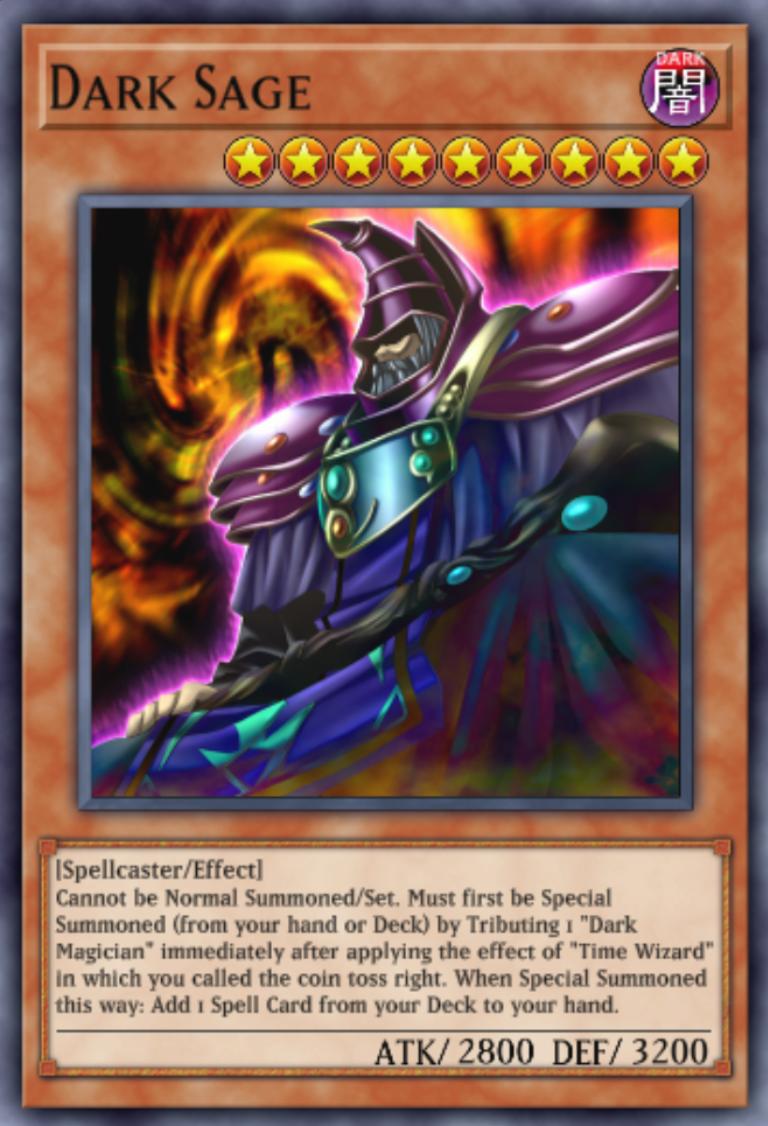 Dark Sage
DARK
闇
[Spellcaster/Effect]
Cannot be Normal Summoned/Set. Must first be Special
Summoned (from your hand or Deck) by Tributing 1 "Dark
Magician" immediately after applying the effect of "Time Wizard"
in which you called the coin toss right. When Special Summoned
this way: Add 1 Spell Card from your Deck to your hand.
ATK/ 2800 DEF/ 3200